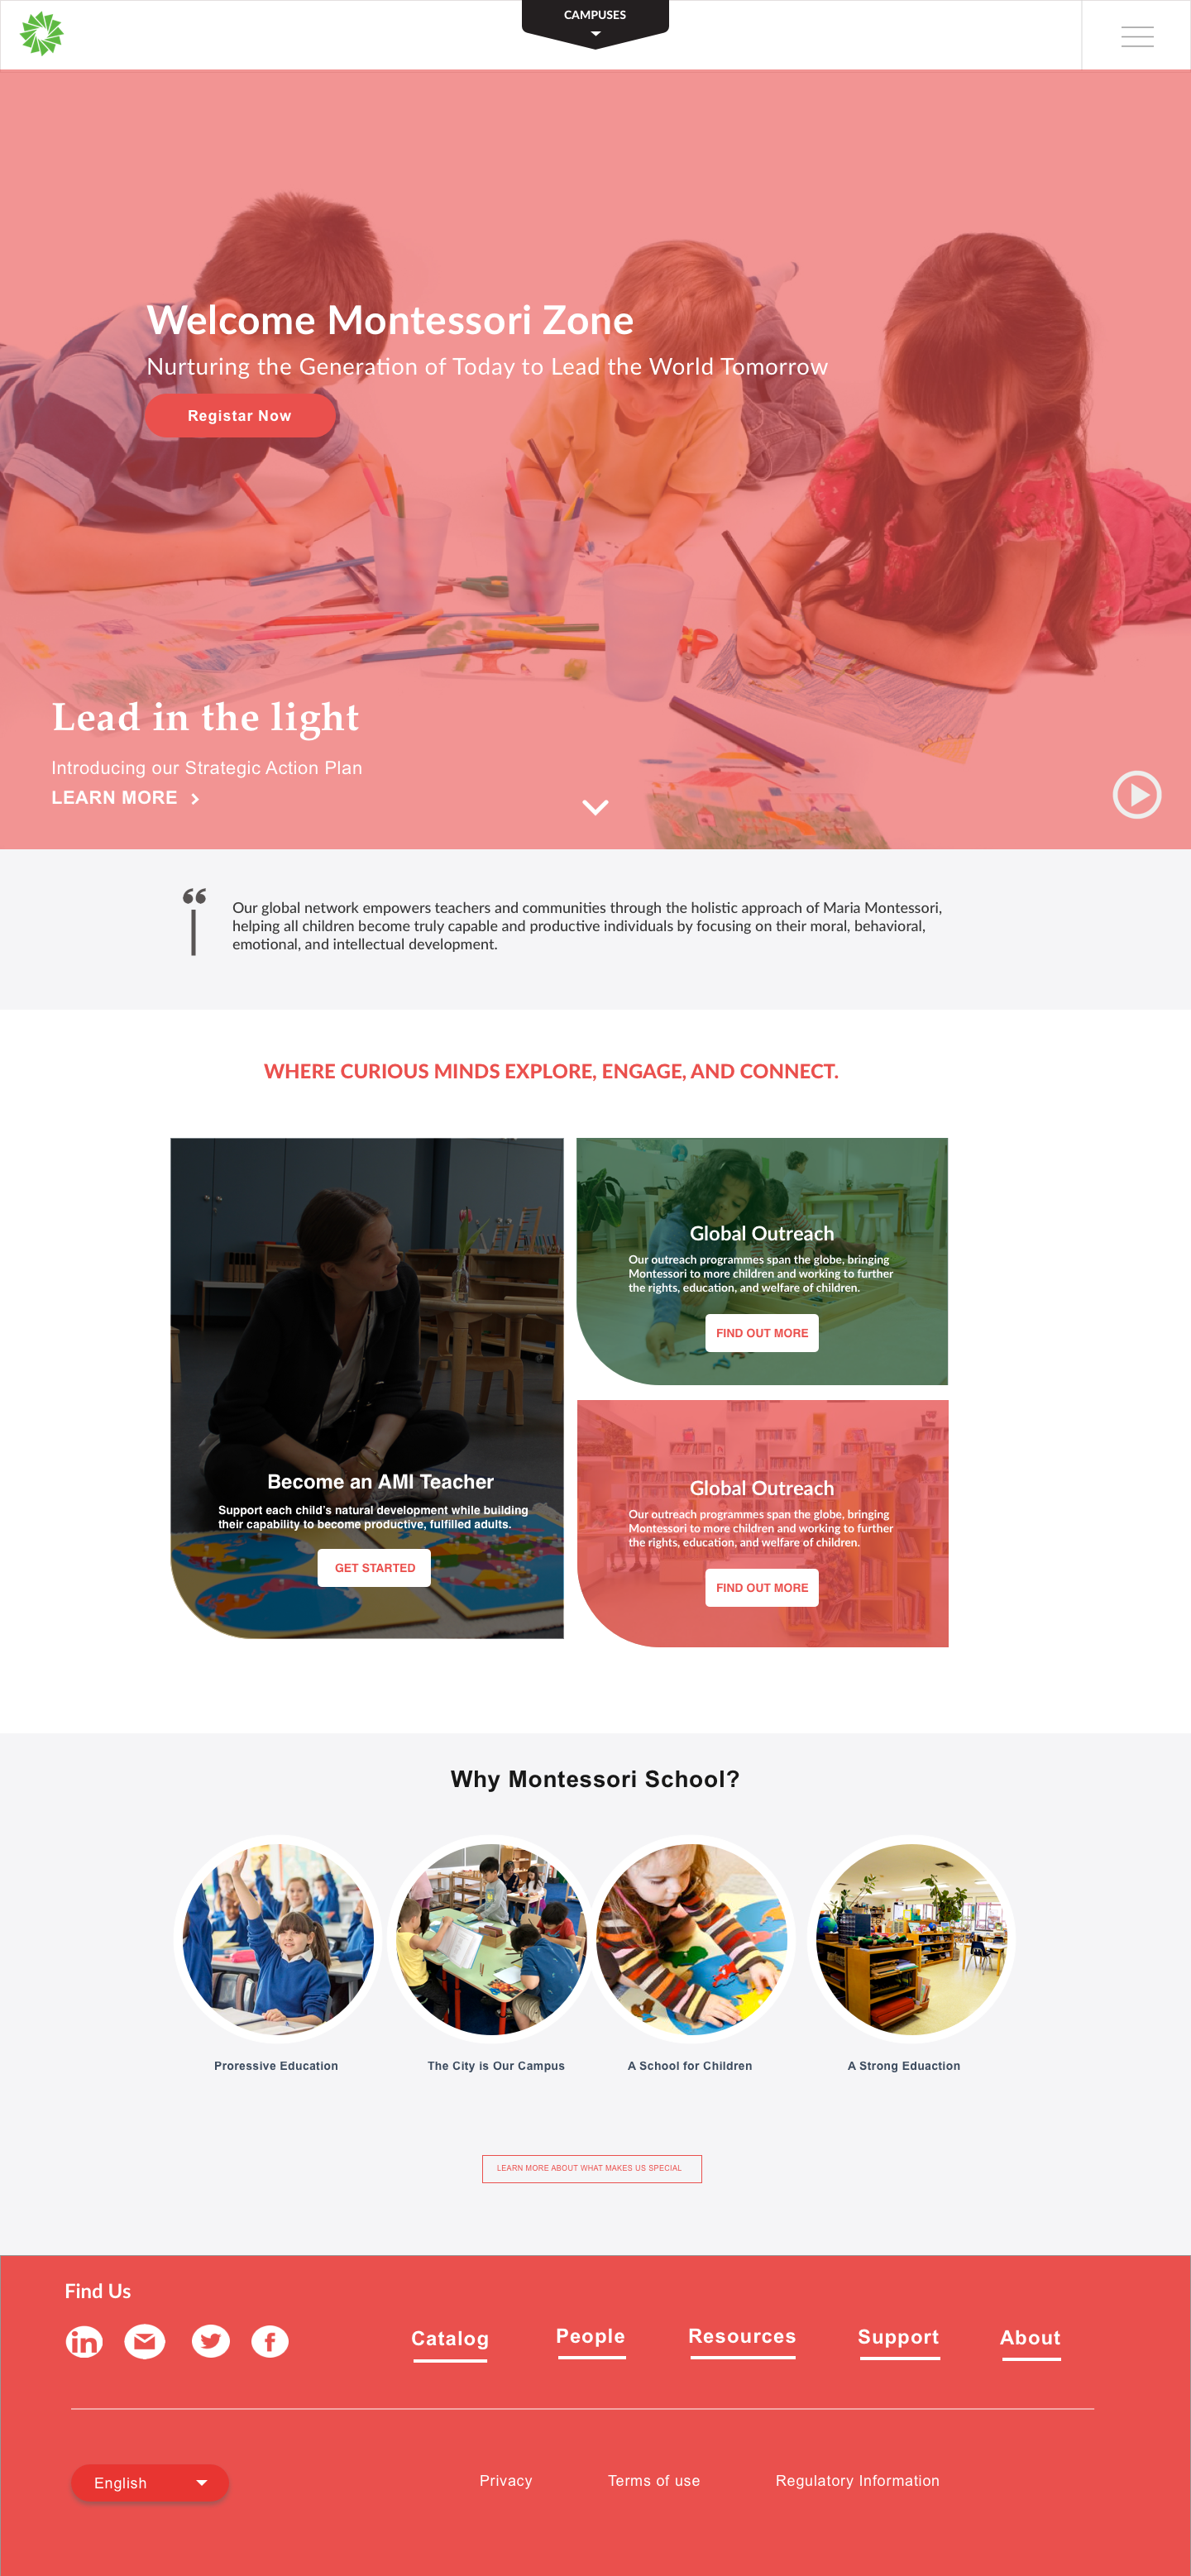 CAMPUSES
Welcome Montessori Zone
Nurturing the Generation of Today to Lead the World Tomorrow
Registar Now
Lead in the light
Introducing our Strategic Action Plan
LEARN MORE
“
Our global network empowers teachers and communities through the holistic approach of Maria Montessori,
helping all children become truly capable and productive individuals by focusing on their moral, behavioral,
emotional, and intellectual development.
WHERE CURIOUS MINDS EXPLORE, ENGAGE, AND CONNECT.
Become an AMI Teacher
Support each child's natural development while building
their capability to become productive, fulfilled adults.
GET STARTED
Global Outreach
Our outreach programmes span the globe, bringing
Montessori to more children and working to further
the rights, education, and welfare of children.
FIND OUT MORE
Global Outreach
Our outreach programmes span the globe, bringing
Montessori to more children and working to further
the rights, education, and welfare of children.
FIND OUT MORE
Why Montessori School?
Proressive Education
The City is Our Campus
A School for Children
A Strong Eduaction
LEARN MORE ABOUT WHAT MAKES US SPECIAL
Find Us
in
f
Catalog
People
Resources
Support
About
English
Privacy
Terms of use
Regulatory Information